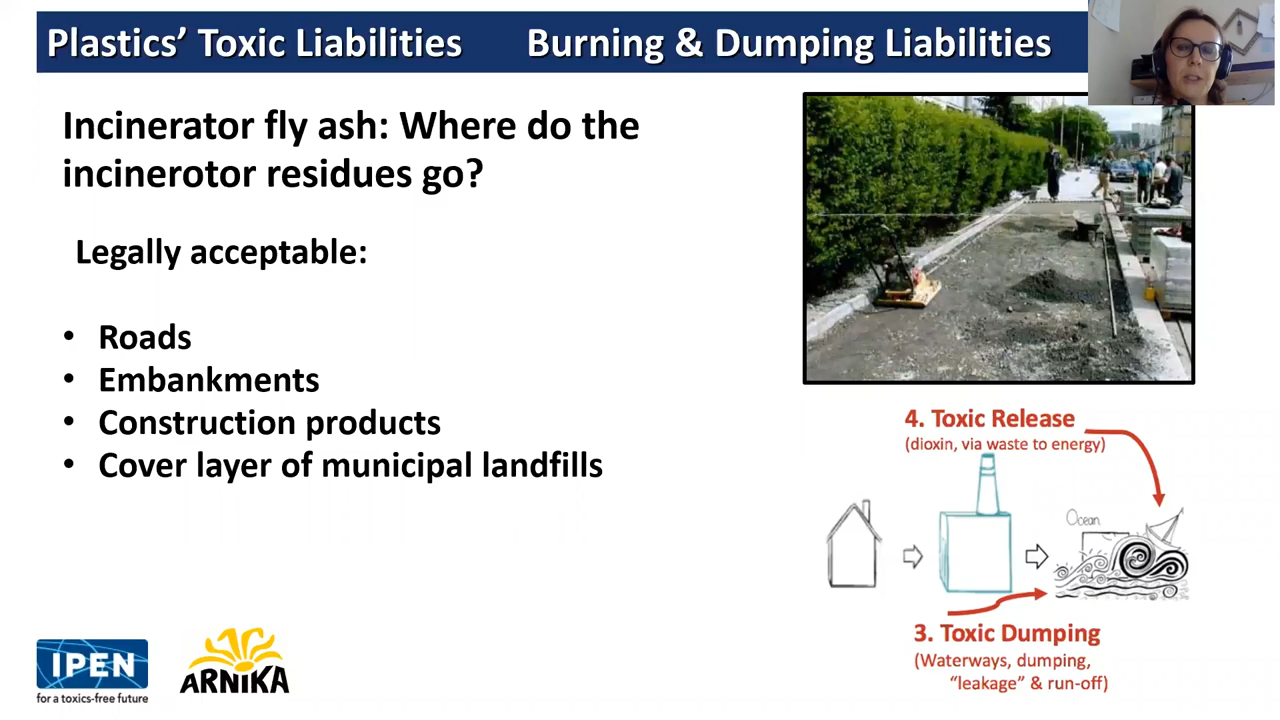 Plastics’ Toxic Liabilities Burning & Dumping Liabilities
Incinerator fly ash: Where do the
incinerotor residues go?
Legally acceptable:
• Roads
• Embankments
• Construction products
• Cover layer of municipal landfills
4. Toxic Release
(dioxin, via waste to energy)
Ocean
3. Toxic Dumping
(Waterways, dumping,
“leakage” & run-off)
IPEN
for a toxics-free future
ARNIKA